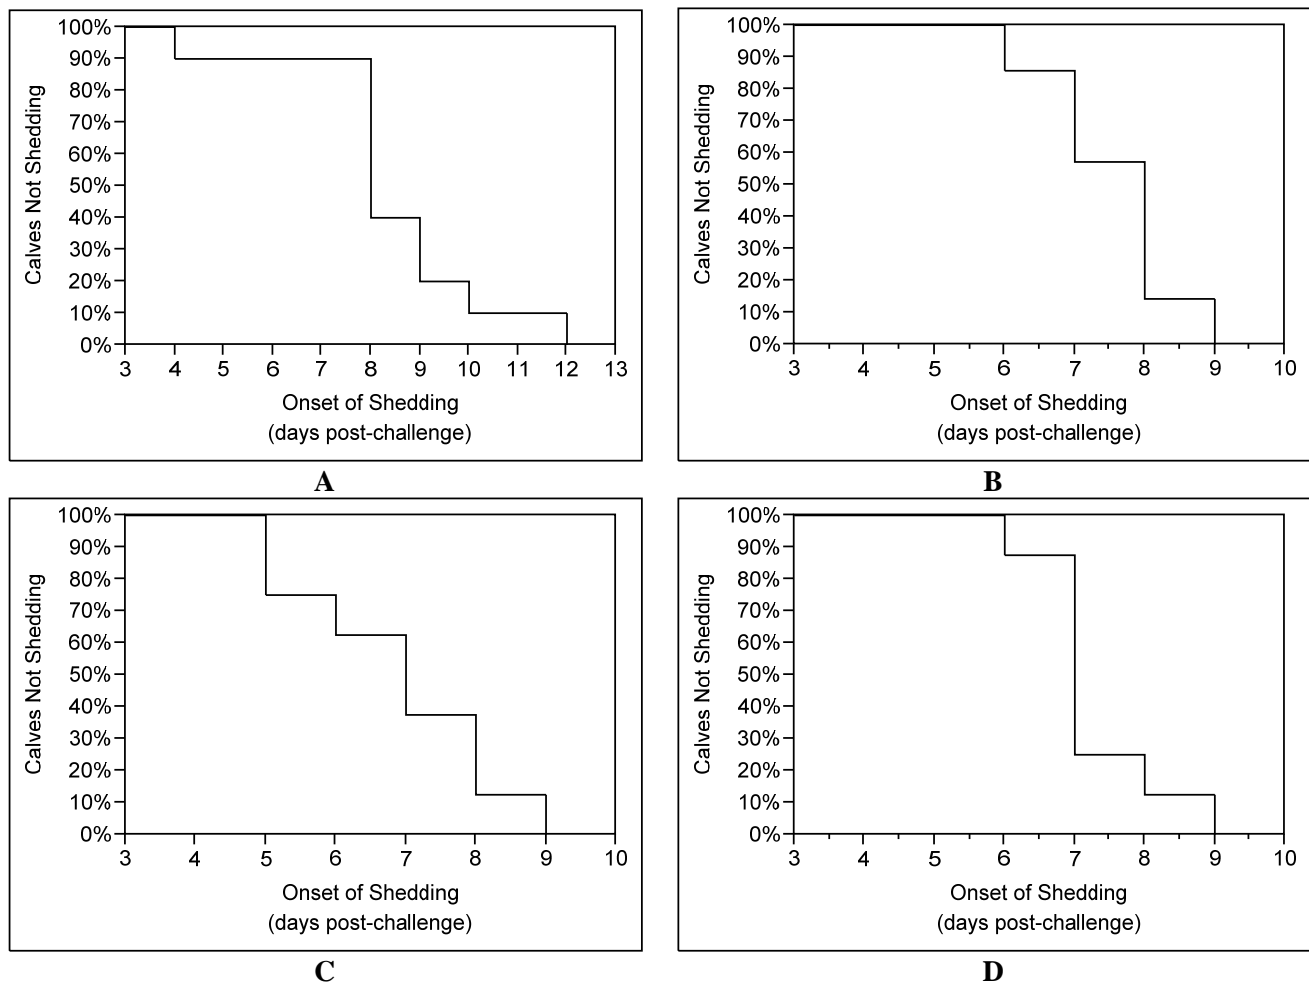 100%
90%
80%
70%
60%
50%
40%
30%
20%
10%
0%
Calves Not Shedding
3 4 5 6 7 8 9 10 11 12 13
Onset of Shedding
(days post-challenge)
A
100%
90%
80%
70%
60%
50%
40%
30%
20%
10%
0%
Calves Not Shedding
3 4 5 6 7 8 9 10
Onset of Shedding
(days post-challenge)
B
100%
90%
80%
70%
60%
50%
40%
30%
20%
10%
0%
Calves Not Shedding
3 4 5 6 7 8 9 10
Onset of Shedding
(days post-challenge)
C
100%
90%
80%
70%
60%
50%
40%
30%
20%
10%
0%
Calves Not Shedding
3 4 5 6 7 8 9 10
Onset of Shedding
(days post-challenge)
D